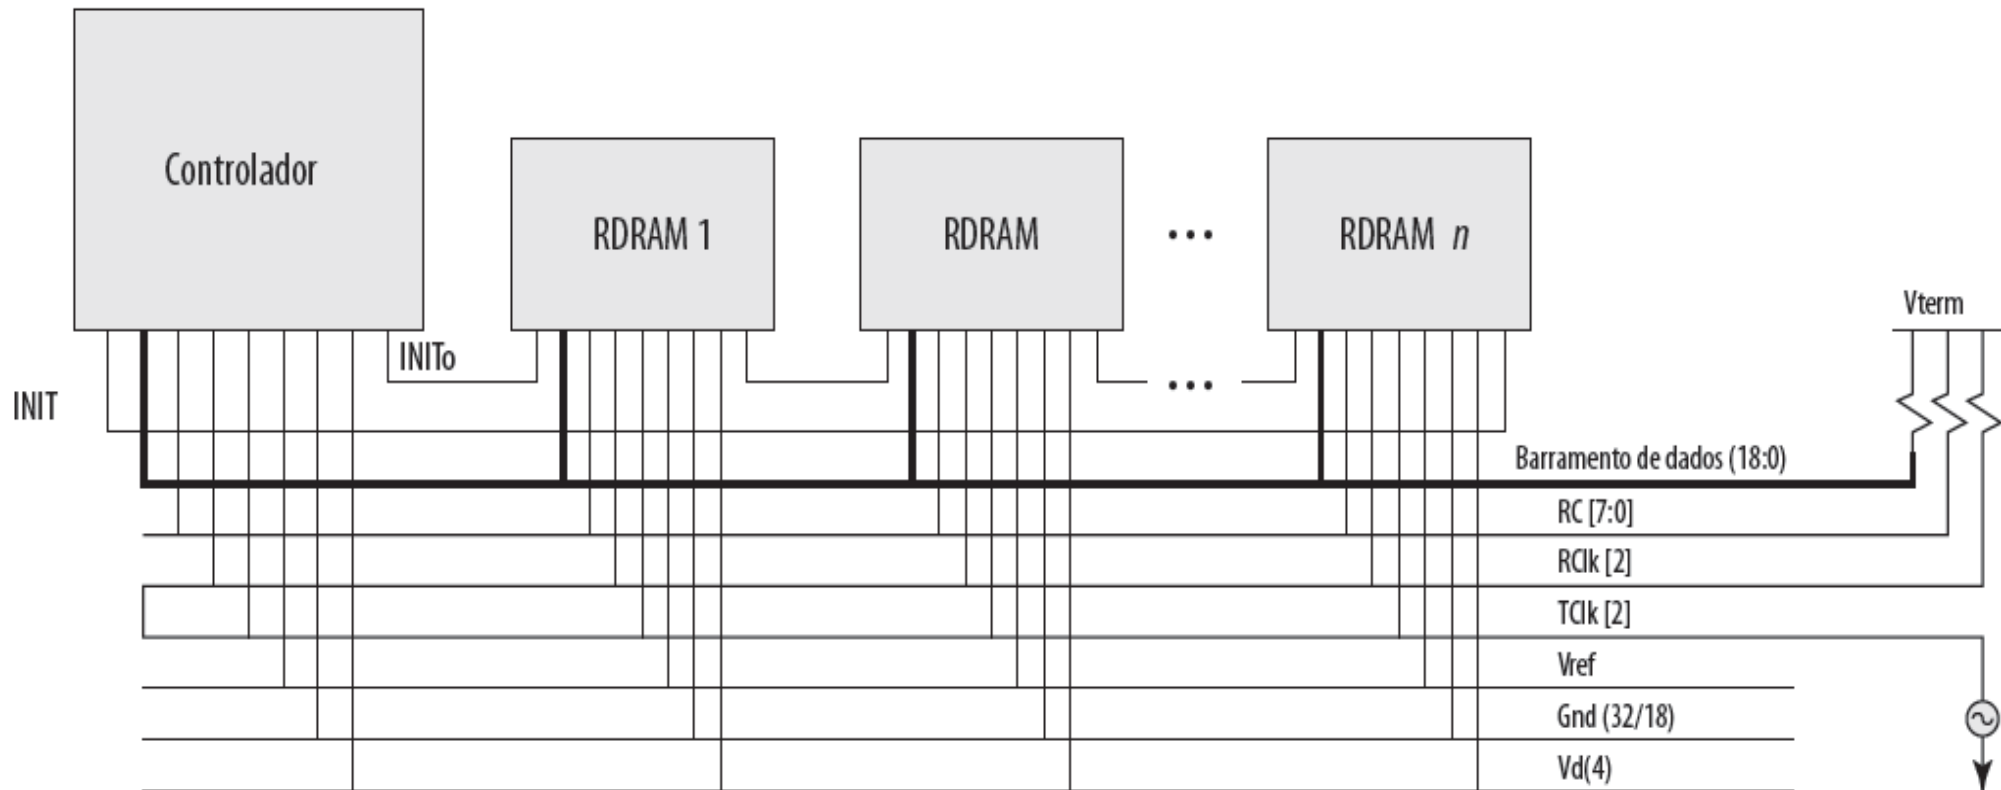 Controlador
RDRAM 1
RDRAM
...
RDRAM n
Vterm
INITo
...
INIT
Barramento de dados (18:0)
RC [7:0]
RClk [2]
TClk [2]
Vref
Gnd (32/18)
Vd(4)